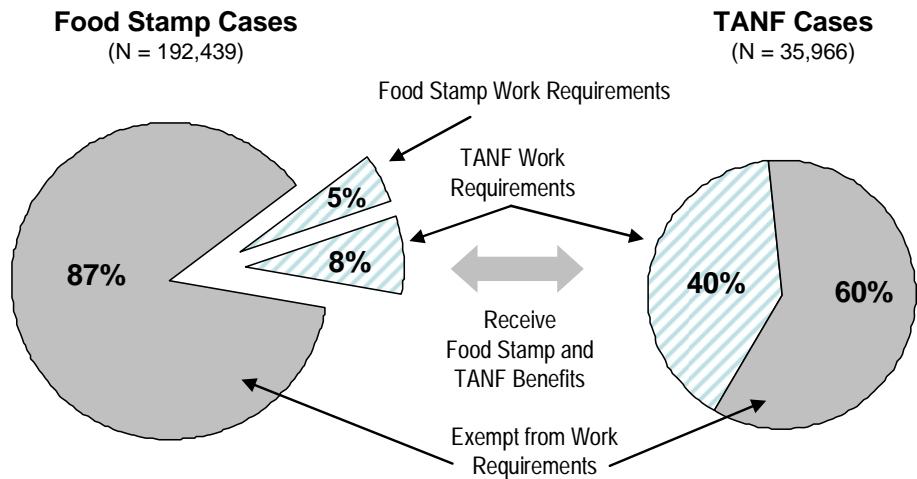 Food Stamp Cases
(N = 192,439)
TANF Cases
(N = 35,966)
Food Stamp Work Requirements
TANF Work
Requirements
5%
8%
87%
40%
60%
Receive
Food Stamp and
TANF Benefits
Exempt from Work
Requirements